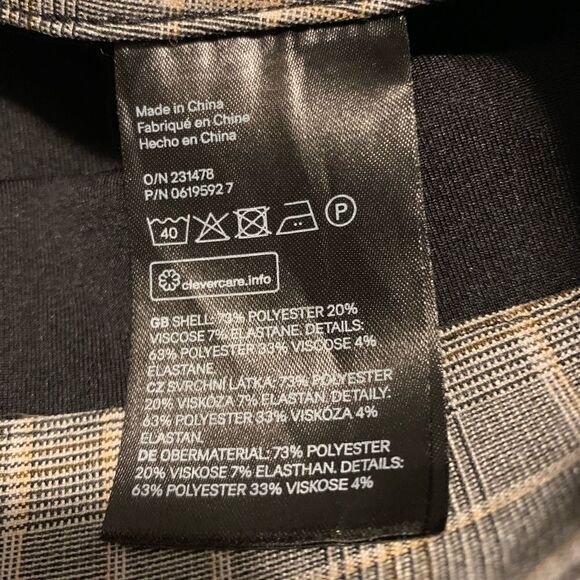 Made in China
Fabriqué en Chine
Hecho en China
O/N 231478
P/N 0619592 7
40
P
clevercare.info
GB SHELL: 73% POLYESTER 20%
VISCOSE 7% ELASTANE. DETAILS:
63% POLYESTER 33% VISCOSE 4%
ELASTANE.
CZ SVRCHNÍ LÁTKA: 73% POLYESTER
20% VISKÓZA 7% ELASTAN. DETAILY:
63% POLYESTER 33% VISKÓZA 4%
ELASTAN.
DE OBERMATERIAL: 73% POLYESTER
20% VISKOSE 7% ELASTHAN. DETAILS:
63% POLYESTER 33% VISKOSE 4%